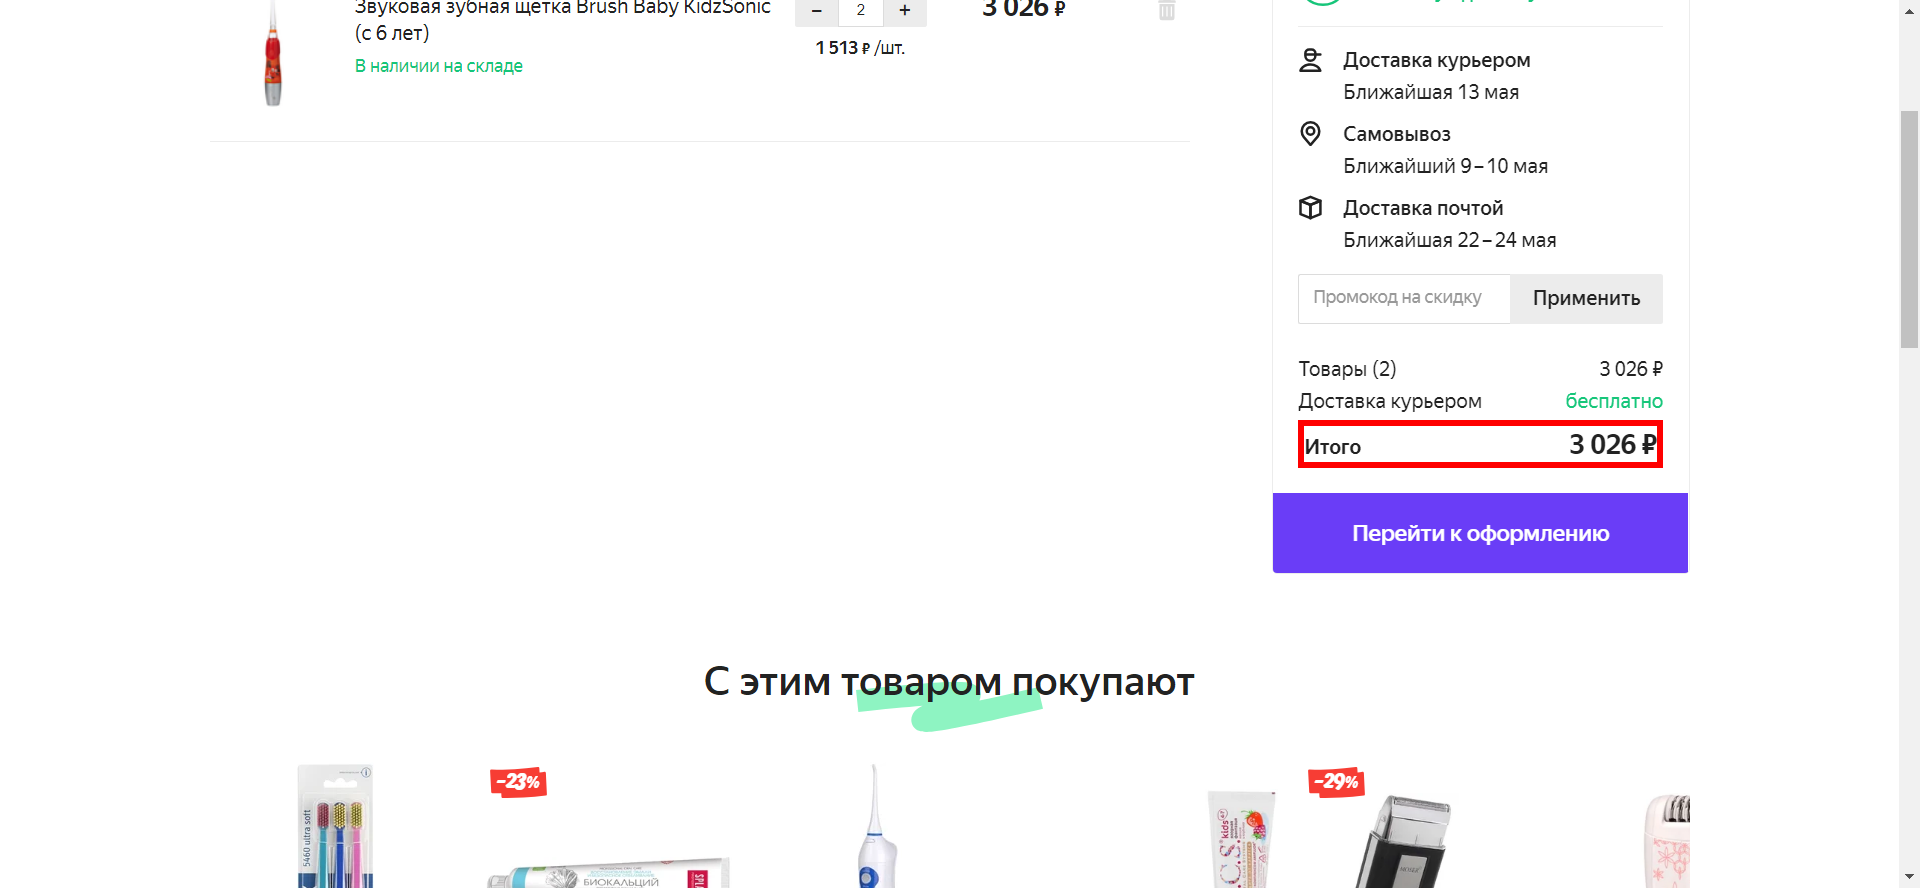 Звуковая зубная щетка Brush Baby KidzSonic
(с 6 лет)
В наличии на складе
– 2 +
1 513 ₽ /шт.
3 026 ₽
Доставка курьером
Ближайшая 13 мая
Самовывоз
Ближайший 9–10 мая
Доставка почтой
Ближайшая 22–24 мая
Промокод на скидку
Применить
Товары (2) 3 026 ₽
Доставка курьером бесплатно
Итого 3 026 ₽
Перейти к оформлению
С этим товаром покупают
5460 ultra soft
-23%
БИОКАЛЬЦИЙ
SPLA
kids
-29%
MOSER